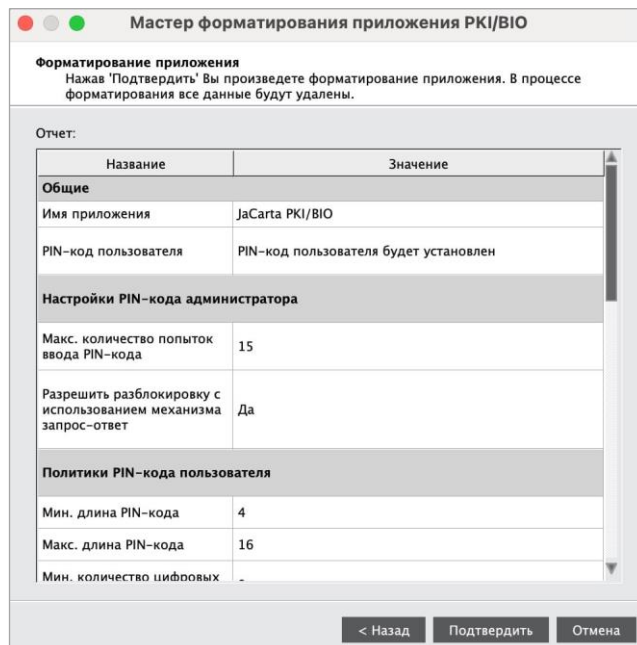 Мастер форматирования приложения PKI/BIO
Форматирование приложения
Нажав 'Подтвердить' Вы произведете форматирование приложения. В процессе
форматирования все данные будут удалены.
Отчет:
Название Значение
Общие
Имя приложения JaCarta PKI/BIO
PIN-код пользователя PIN-код пользователя будет установлен
Настройки PIN-кода администратора
Макс. количество попыток
ввода PIN-кода 15
Разрешить разблокировку с
использованием механизма
запрос-ответ Да
Политики PIN-кода пользователя
Мин. длина PIN-кода 4
Макс. длина PIN-кода 16
Мин. количество цифровых
< Назад Подтвердить Отмена